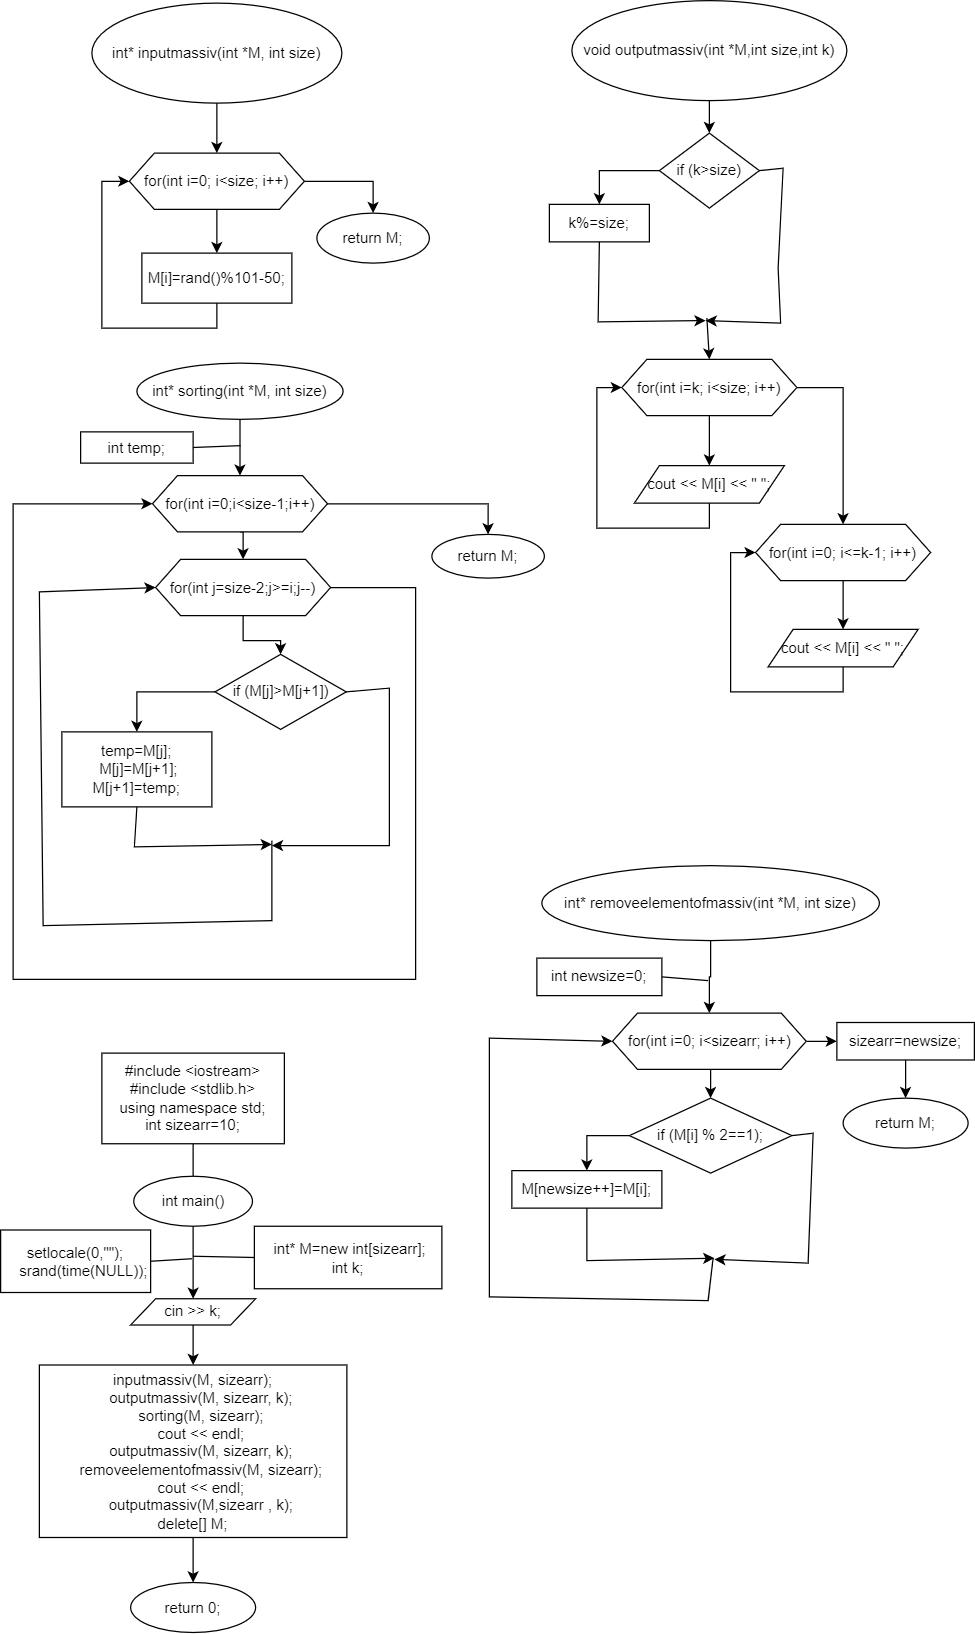 int* inputmassiv(int *M, int size)
for(int i=0; i<size; i++)
return M;
M[i]=rand()%101-50;
void outputmassiv(int *M,int size,int k)
if (k>size)
k%=size;
for(int i=k; i<size; i++)
cout << M[i] << " ";
for(int i=0; i<=k-1; i++)
cout << M[i] << " ";
int* sorting(int *M, int size)
int temp;
for(int i=0;i<size-1;i++)
return M;
for(int j=size-2;j>=i;j--)
if (M[j]>M[j+1])
temp=M[j];
M[j]=M[j+1];
M[j+1]=temp;
int* removeelementofmassiv(int *M, int size)
int newsize=0;
for(int i=0; i<sizearr; i++)
sizearr=newsize;
return M;
if (M[i] % 2==1);
M[newsize++]=M[i];
#include <iostream>
#include <stdlib.h>
using namespace std;
int sizearr=10;
int main()
setlocale(0,"");
srand(time(NULL));
int* M=new int[sizearr];
int k;
cin >> k;
inputmassiv(M, sizearr);
outputmassiv(M, sizearr, k);
sorting(M, sizearr);
cout << endl;
outputmassiv(M, sizearr, k);
removeelementofmassiv(M, sizearr);
cout << endl;
outputmassiv(M,sizearr , k);
delete[] M;
return 0;